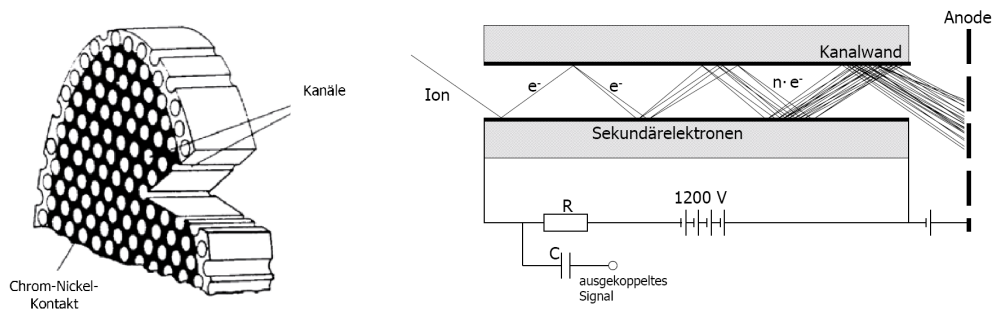 Kanäle
Chrom-Nickel-
Kontakt
Anode
Kanalwand
Ion
e-
e-
n· e-
Sekundärelektronen
1200 V
R
C
ausgekoppeltes
Signal